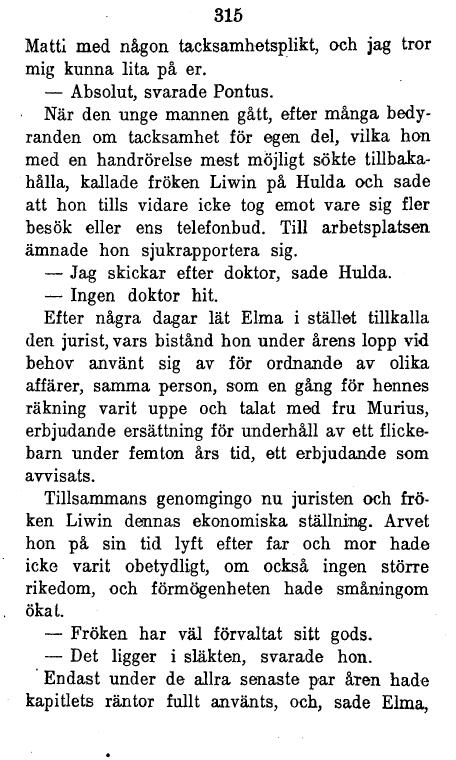 315
Matti med någon tacksamhetsplikt, och jag tror
mig kunna lita på er.
— Absolut, svarade Pontus.
När den unge mannen gått, efter många bedy-
randen om tacksamhet för egen del, vilka hon
med en handrörelse mest möjligt sökte tillbaka-
hålla, kallade fröken Liwin på Hulda och sade
att hon tills vidare icke tog emot vare sig fler
besök eller ens telefonbud. Till arbetsplatsen
ämnade hon sjukrapportera sig.
— Jag skickar efter doktor, sade Hulda.
— Ingen doktor hit.
Efter några dagar lät Elma i stället tillkalla
den jurist, vars bistånd hon under årens lopp vid
behov använt sig av för ordnande av olika
affärer, samma person, som en gång för hennes
räkning varit uppe och talat med fru Murius,
erbjudande ersättning för underhåll av ett flicke-
barn under femton års tid, ett erbjudande som
avvisats.
Tillsammans genomgingo nu juristen och frö-
ken Liwin dennas ekonomiska ställning. Arvet
hon på sin tid lyft efter far och mor hade
icke varit obetydligt, om också ingen större
rikedom, och förmögenheten hade småningom
ökat.
— Fröken har väl förvaltat sitt gods.
— Det ligger i släkten, svarade hon.
Endast under de allra senaste par åren hade
kapitlets räntor fullt använts, och, sade Elma,